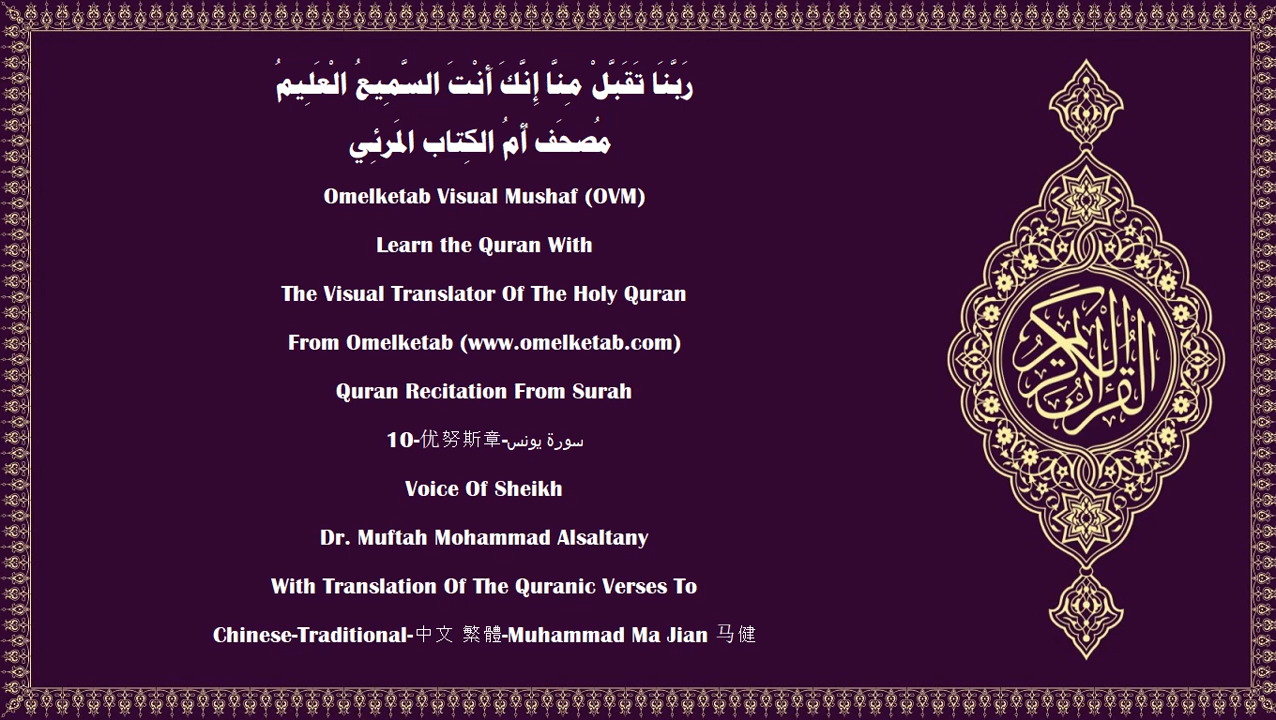 رَبَّنَا تَقَبَّلْ مِنَّا إِنَّكَ أَنْتَ السَّمِيعُ الْعَلِيمُ
مُصحَف أمُ الكِتاب المَرئِي
Omelketab Visual Mushaf (OVM)
Learn the Quran With
The Visual Translator Of The Holy Quran
From Omelketab (www.omelketab.com)
Quran Recitation From Surah
10-优努斯章-سورة يونس
Voice Of Sheikh
Dr. Muftah Mohammad Alsaltany
With Translation Of The Quranic Verses To
Chinese-Traditional-中文 繁體-Muhammad Ma Jian 马健
القرآن الكريم